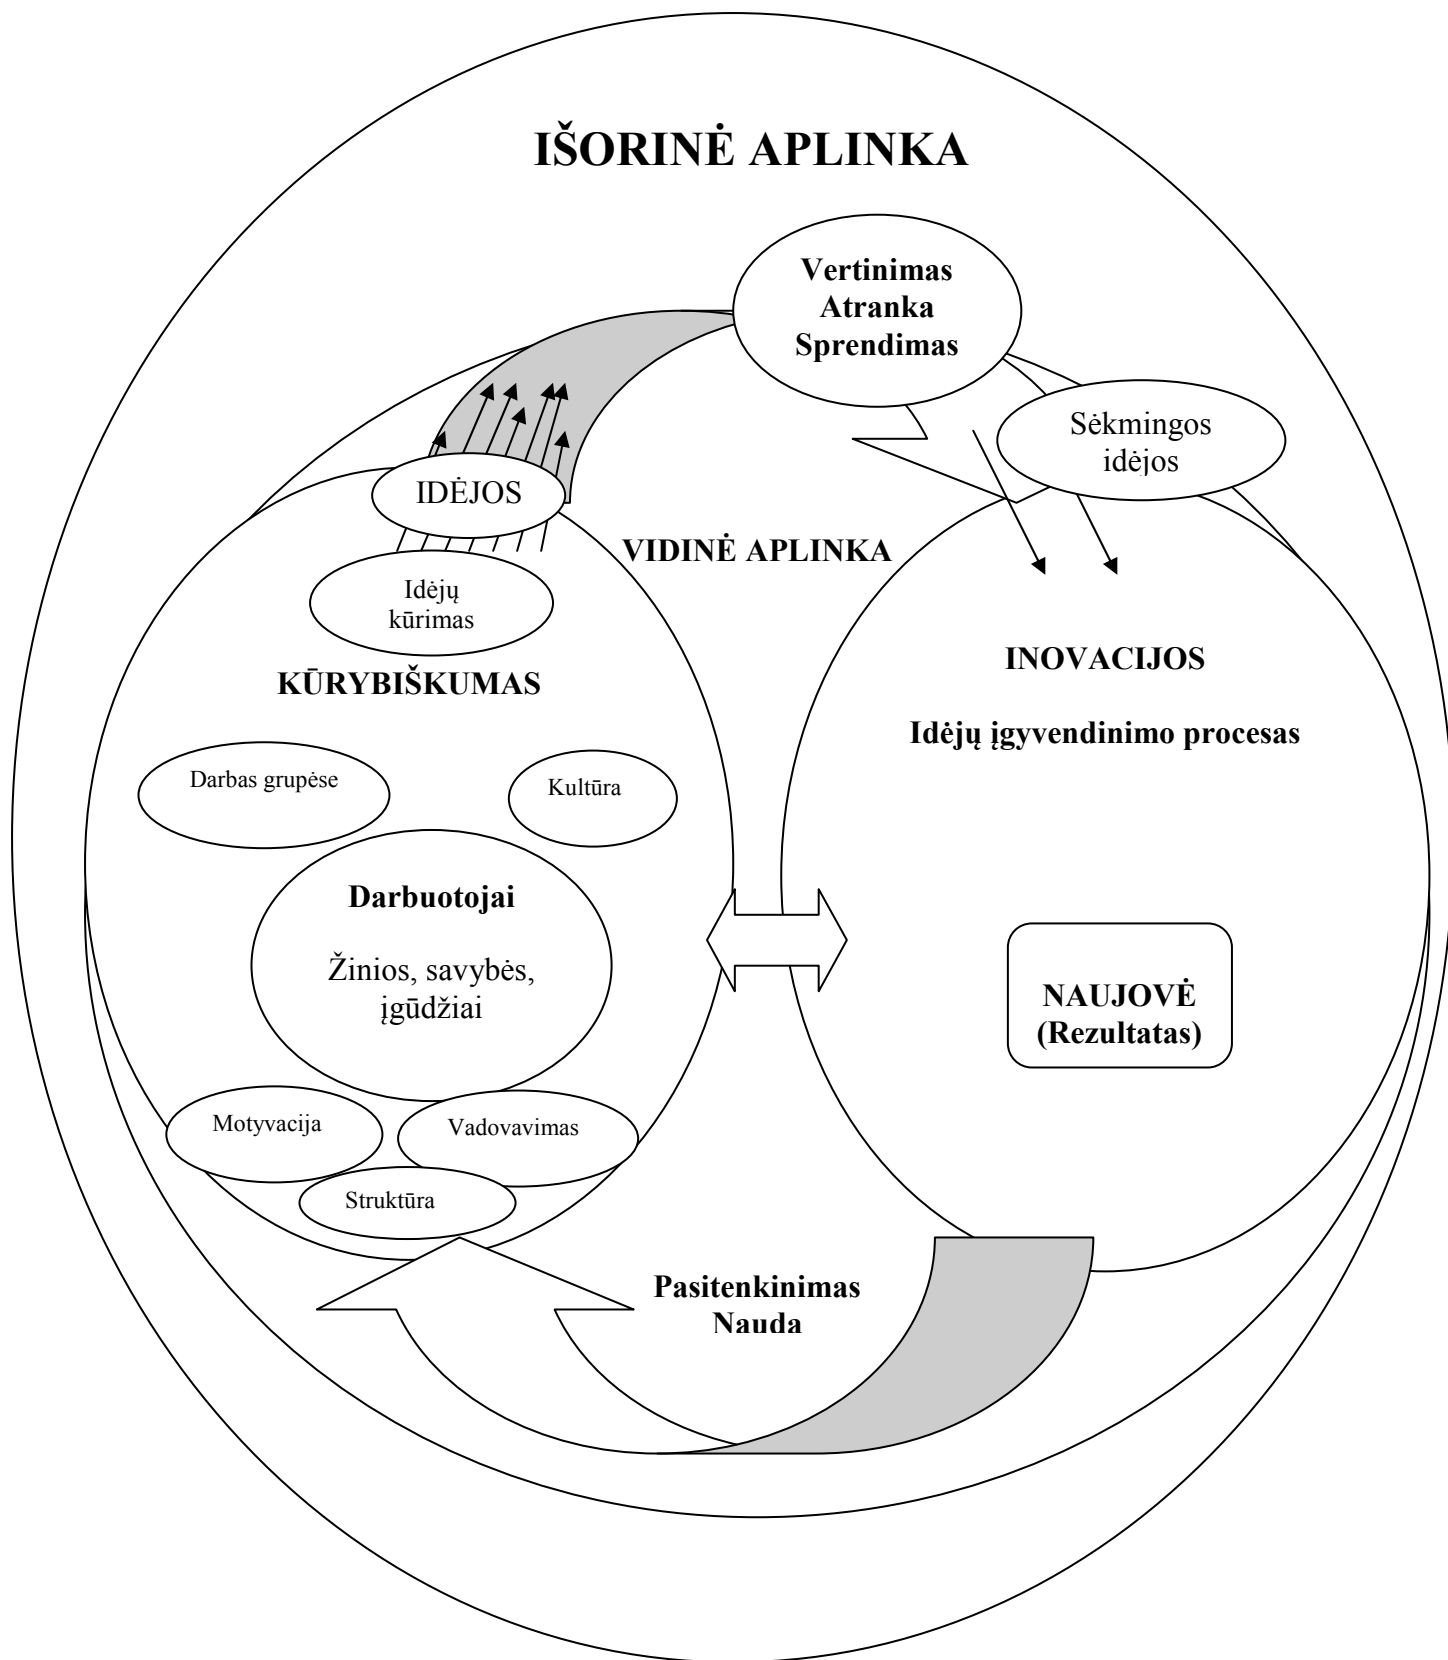 IŠORINĖ APLINKA
Vertinimas
Atranka
Sprendimas
Sėkmingos
idėjos
IDĖJOS
VIDINĖ APLINKA
Idėjų
kūrimas
KŪRYBIŠKUMAS
INOVACIJOS
Idėjų įgyvendinimo procesas
Darbas grupėse
Kultūra
Darbuotojai
Žinios, savybės,
įgūdžiai
NAUJOVĖ
(Rezultatas)
Motyvacija
Vadovavimas
Struktūra
Pasitenkinimas
Nauda